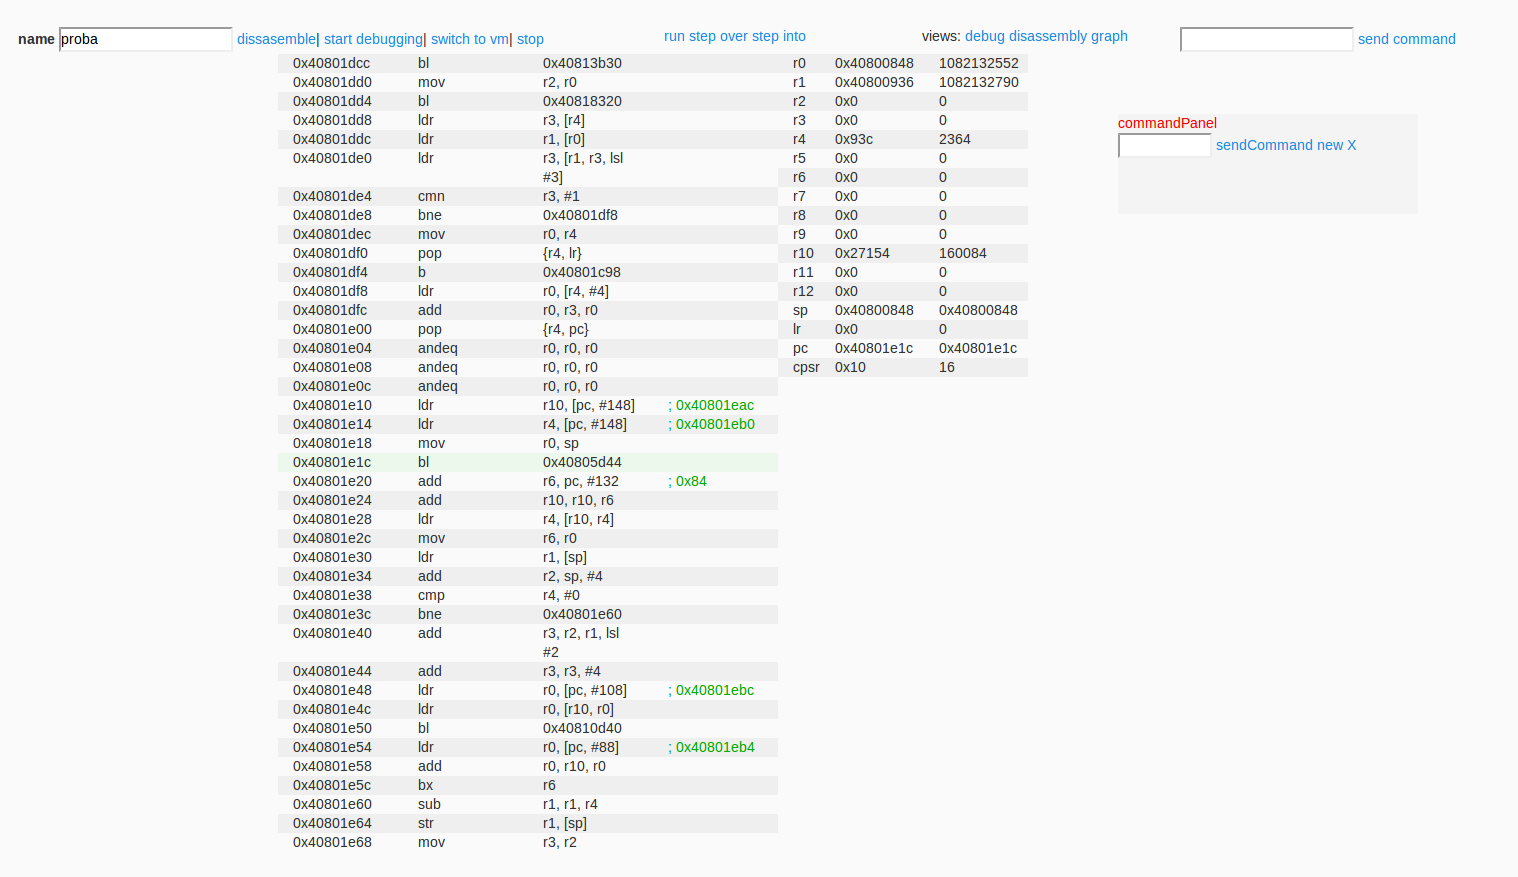 name proba dissasemble| start debugging| switch to vm| stop run step over step into views: debug disassembly graph send command
0x40801dcc bl 0x40813b30 r0 0x40800848 1082132552
0x40801dd0 mov r2, r0 r1 0x40800936 1082132790
0x40801dd4 bl 0x40818320 r2 0x0 0
0x40801dd8 ldr r3, [r4] r3 0x0 0
commandPanel
0x40801ddc ldr r1, [r0] r4 0x93c 2364
sendCommand new X
0x40801de0 ldr r3, [r1, r3, lsl r5 0x0 0
#3] r6 0x0 0
0x40801de4 cmn r3, #1 r7 0x0 0
0x40801de8 bne 0x40801df8 r8 0x0 0
0x40801dec mov r0, r4 r9 0x0 0
0x40801df0 pop {r4, lr} r10 0x27154 160084
0x40801df4 b 0x40801c98 r11 0x0 0
0x40801df8 ldr r0, [r4, #4] r12 0x0 0
0x40801dfc add r0, r3, r0 sp 0x40800848 0x40800848
0x40801e00 pop {r4, pc} lr 0x0 0
0x40801e04 andeq r0, r0, r0 pc 0x40801e1c 0x40801e1c
0x40801e08 andeq r0, r0, r0 cpsr 0x10 16
0x40801e0c andeq r0, r0, r0
0x40801e10 ldr r10, [pc, #148] ; 0x40801eac
0x40801e14 ldr r4, [pc, #148] ; 0x40801eb0
0x40801e18 mov r0, sp
0x40801e1c bl 0x40805d44
0x40801e20 add r6, pc, #132 ; 0x84
0x40801e24 add r10, r10, r6
0x40801e28 ldr r4, [r10, r4]
0x40801e2c mov r6, r0
0x40801e30 ldr r1, [sp]
0x40801e34 add r2, sp, #4
0x40801e38 cmp r4, #0
0x40801e3c bne 0x40801e60
0x40801e40 add r3, r2, r1, lsl
#2
0x40801e44 add r3, r3, #4
0x40801e48 ldr r0, [pc, #108] ; 0x40801ebc
0x40801e4c ldr r0, [r10, r0]
0x40801e50 bl 0x40810d40
0x40801e54 ldr r0, [pc, #88] ; 0x40801eb4
0x40801e58 add r0, r10, r0
0x40801e5c bx r6
0x40801e60 sub r1, r1, r4
0x40801e64 str r1, [sp]
0x40801e68 mov r3, r2